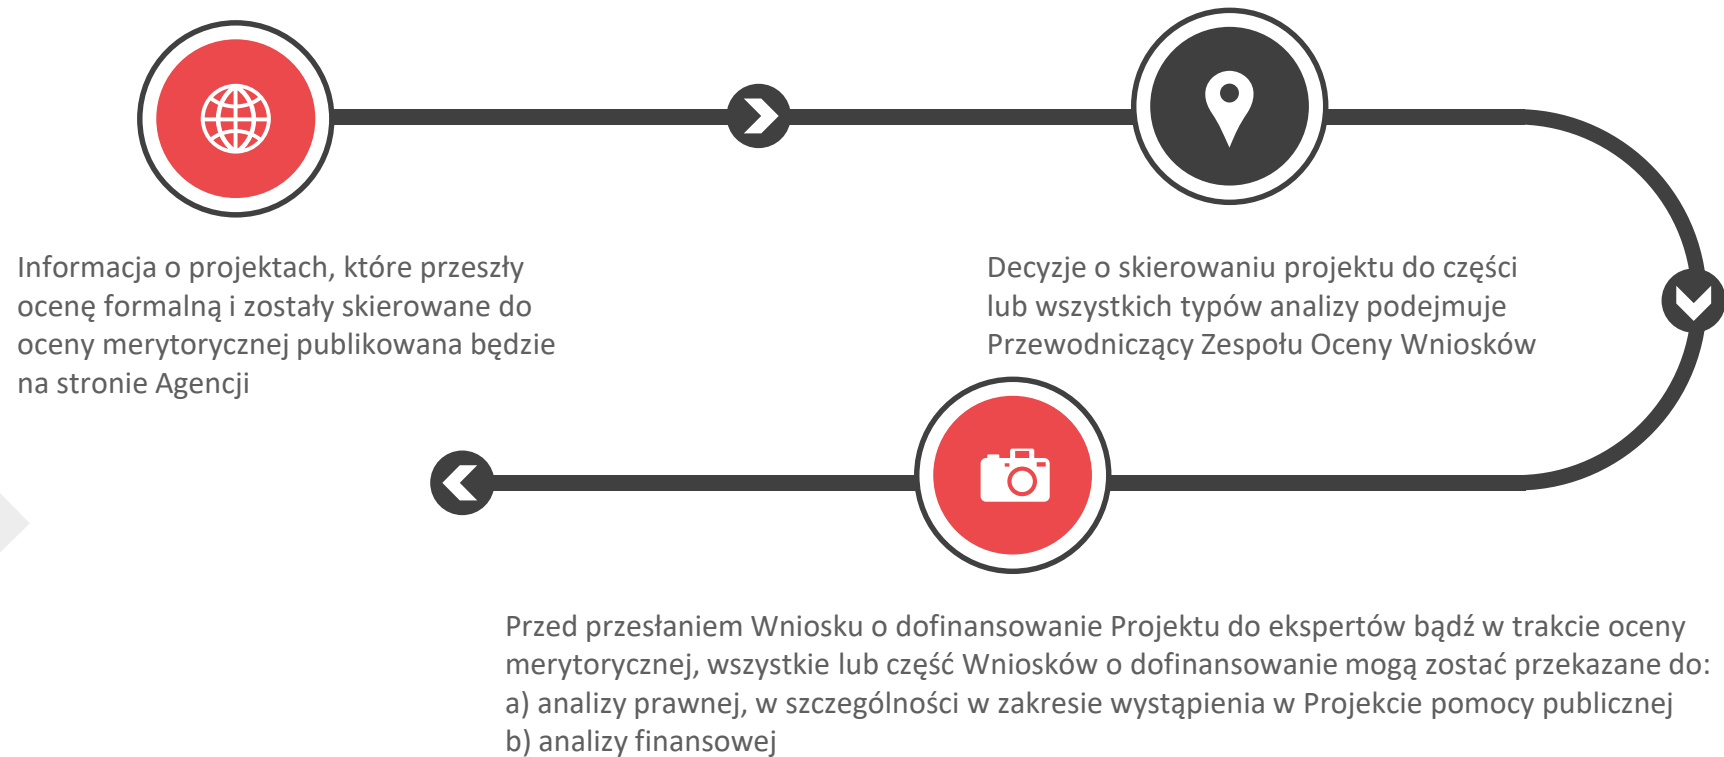 Informacja o projektach, które przeszły
ocenę formalną i zostały skierowane do
oceny merytorycznej publikowana będzie
na stronie Agencji
Decyzje o skierowaniu projektu do części
lub wszystkich typów analizy podejmuje
Przewodniczący Zespołu Oceny Wniosków
Przed przesłaniem Wniosku o dofinansowanie Projektu do ekspertów bądź w trakcie oceny
merytorycznej, wszystkie lub część Wniosków o dofinansowanie mogą zostać przekazane do:
a) analizy prawnej, w szczególności w zakresie wystąpienia w Projekcie pomocy publicznej
b) analizy finansowej